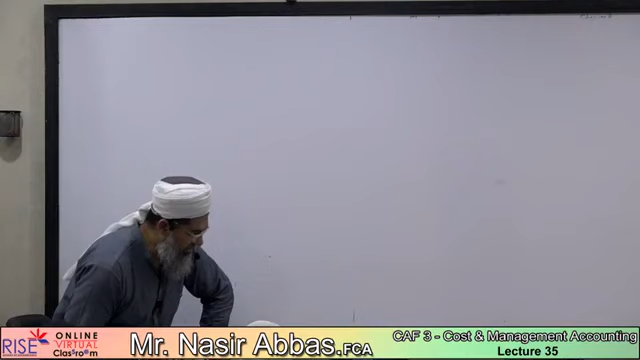 RISE
ONLINE
VIRTUAL
Classroom
Mr. Nasir Abbas.FCA
CAF 3 - Cost & Management Accounting
Lecture 35